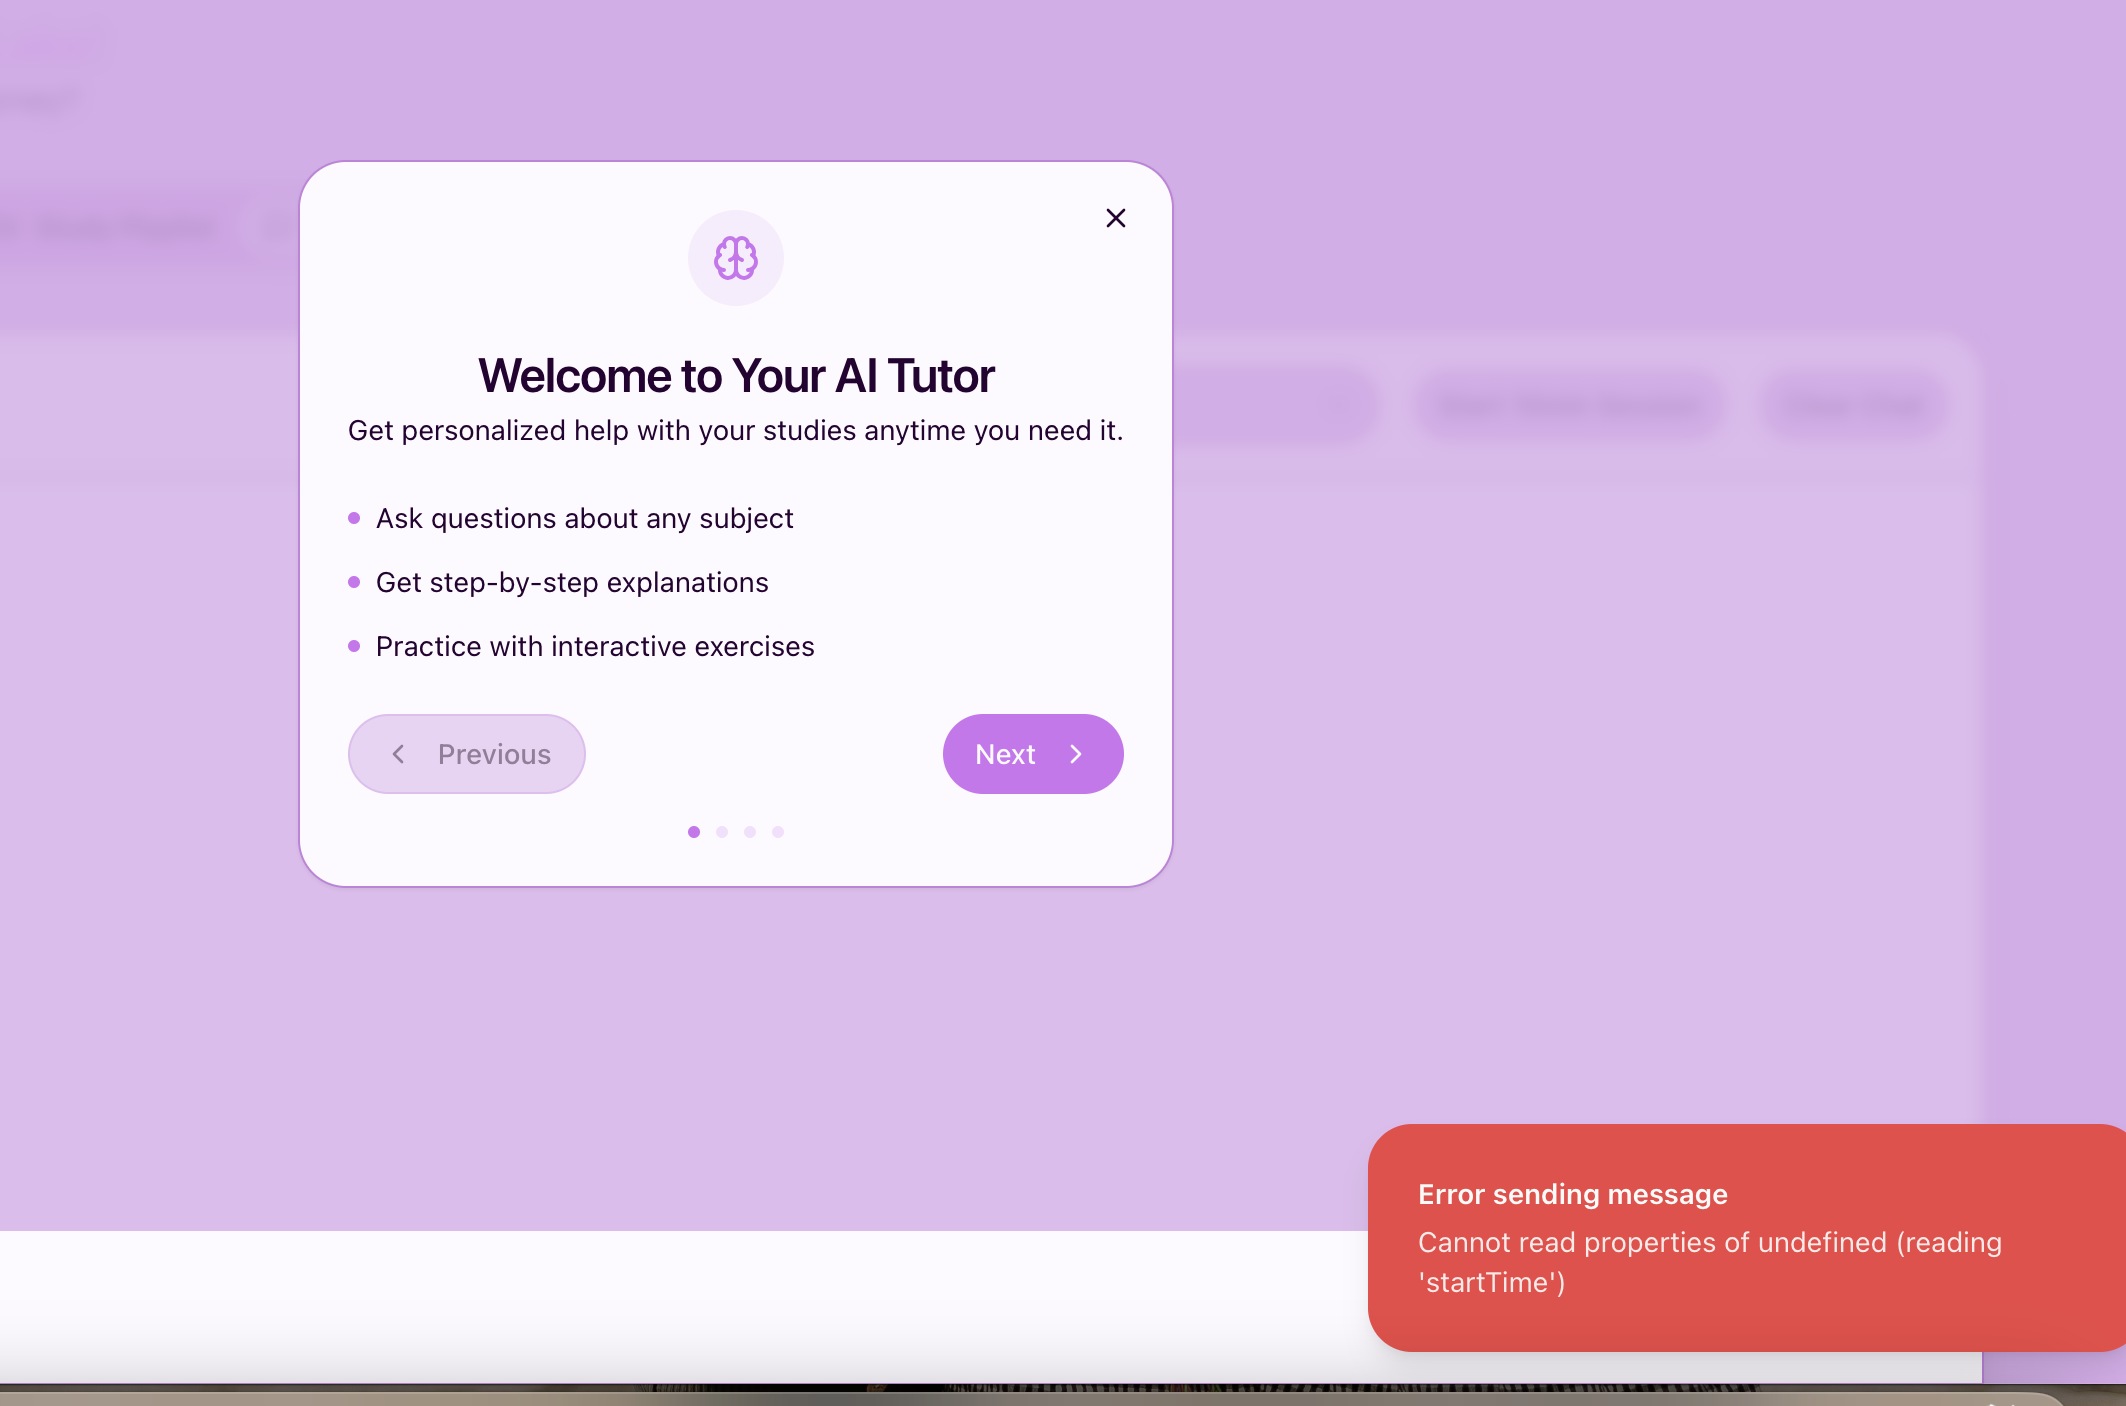 Welcome to Your AI Tutor
Get personalized help with your studies anytime you need it.
Ask questions about any subject
Get step-by-step explanations
Practice with interactive exercises
Previous
Next
Error sending message
Cannot read properties of undefined (reading
'startTime')